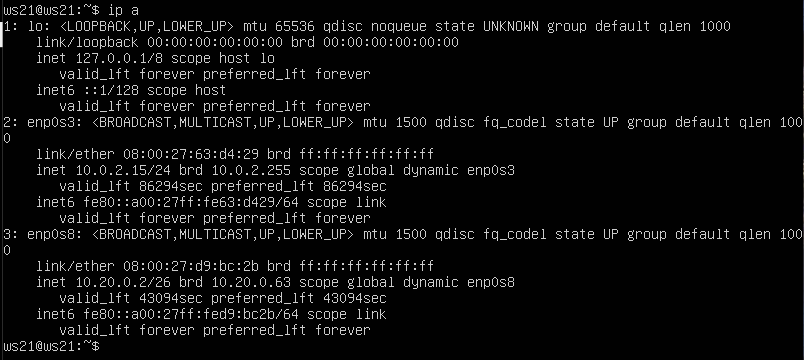 ws21@ws21:~$ ip a
1: lo: <LOOPBACK,UP,LOWER_UP> mtu 65536 qdisc noqueue state UNKNOWN group default qlen 1000
    link/loopback 00:00:00:00:00:00 brd 00:00:00:00:00:00
    inet 127.0.0.1/8 scope host lo
       valid_lft forever preferred_lft forever
    inet6 ::1/128 scope host
       valid_lft forever preferred_lft forever
2: enp0s3: <BROADCAST,MULTICAST,UP,LOWER_UP> mtu 1500 qdisc fq_codel state UP group default qlen 100
0
    link/ether 08:00:27:63:d4:29 brd ff:ff:ff:ff:ff:ff
    inet 10.0.2.15/24 brd 10.0.2.255 scope global dynamic enp0s3
       valid_lft 86294sec preferred_lft 86294sec
    inet6 fe80::a00:27ff:fe63:d429/64 scope link
       valid_lft forever preferred_lft forever
3: enp0s8: <BROADCAST,MULTICAST,UP,LOWER_UP> mtu 1500 qdisc fq_codel state UP group default qlen 100
0
    link/ether 08:00:27:d9:bc:2b brd ff:ff:ff:ff:ff:ff
    inet 10.20.0.2/26 brd 10.20.0.63 scope global dynamic enp0s8
       valid_lft 43094sec preferred_lft 43094sec
    inet6 fe80::a00:27ff:fed9:bc2b/64 scope link
       valid_lft forever preferred_lft forever
ws21@ws21:~$